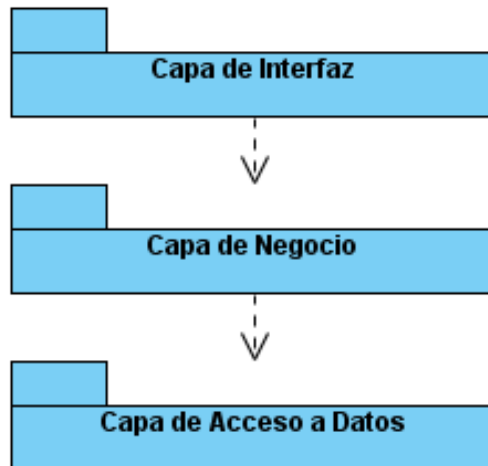 Capa de Interfaz
Capa de Negocio
Capa de Acceso a Datos